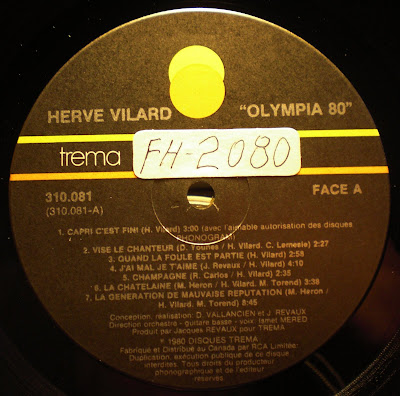 HERVE VILARD "OLYMPIA 80"
trema
FH-2080
310.081 FACE A
(310.081-A)
1. CAPRI C'EST FINI (H. Vilard) 3:00 (avec l'aimable autorisation des disques
PHONOGRAM)
2. VISE LE CHANTEUR (D. Younes / H. Vilard. C. Lemesle) 2:27
3. QUAND LA FOULE EST PARTIE (H. Vilard) 2:58
4. J'AI MAL JE T'AIME (J. Revaux / H. Vilard) 4:10
5. CHAMPAGNE (R. Carlos / H. Vilard) 2:35
6. LA CHATELAINE (M. Heron / H. Vilard. M. Torend) 3:38
7. LA GENERATION DE MAUVAISE REPUTATION (M. Heron /
H. Vilard. M. Torend) 8:45
Conception, réalisation: D. VALLANCIEN et J. REVAUX
Direction orchestre - guitare basse - voix: Ismet MERED
Produit par Jacques REVAUX pour TREMA
℗ 1980 DISQUES TREMA
Fabriqué et Distribué au Canada par RCA Limitée:
Duplication, exécution publique de ce disque
interdites. Tous droits du producteur
phonographique et de l'éditeur
réservés.